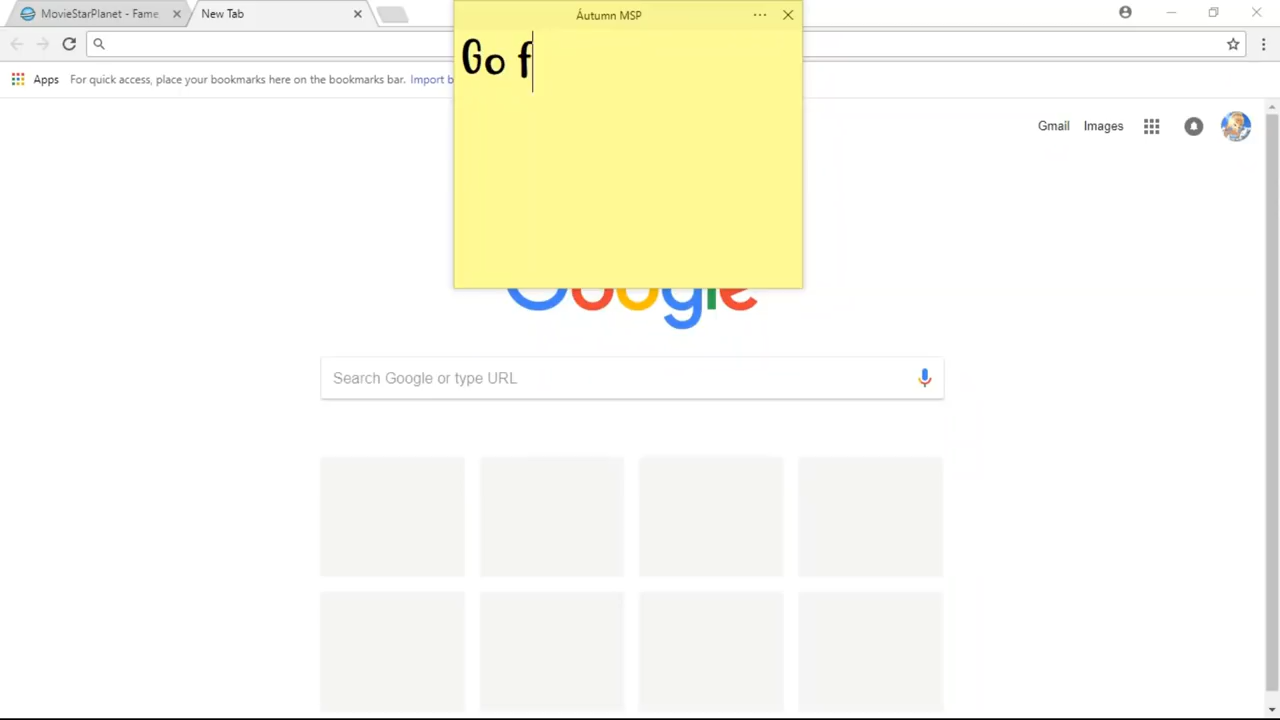 MovieStarPlanet - Fame
New Tab
Áutumn MSP
Go f
Apps
For quick access, place your bookmarks here on the bookmarks bar. Import b
Gmail
Images
Google
Search Google or type URL